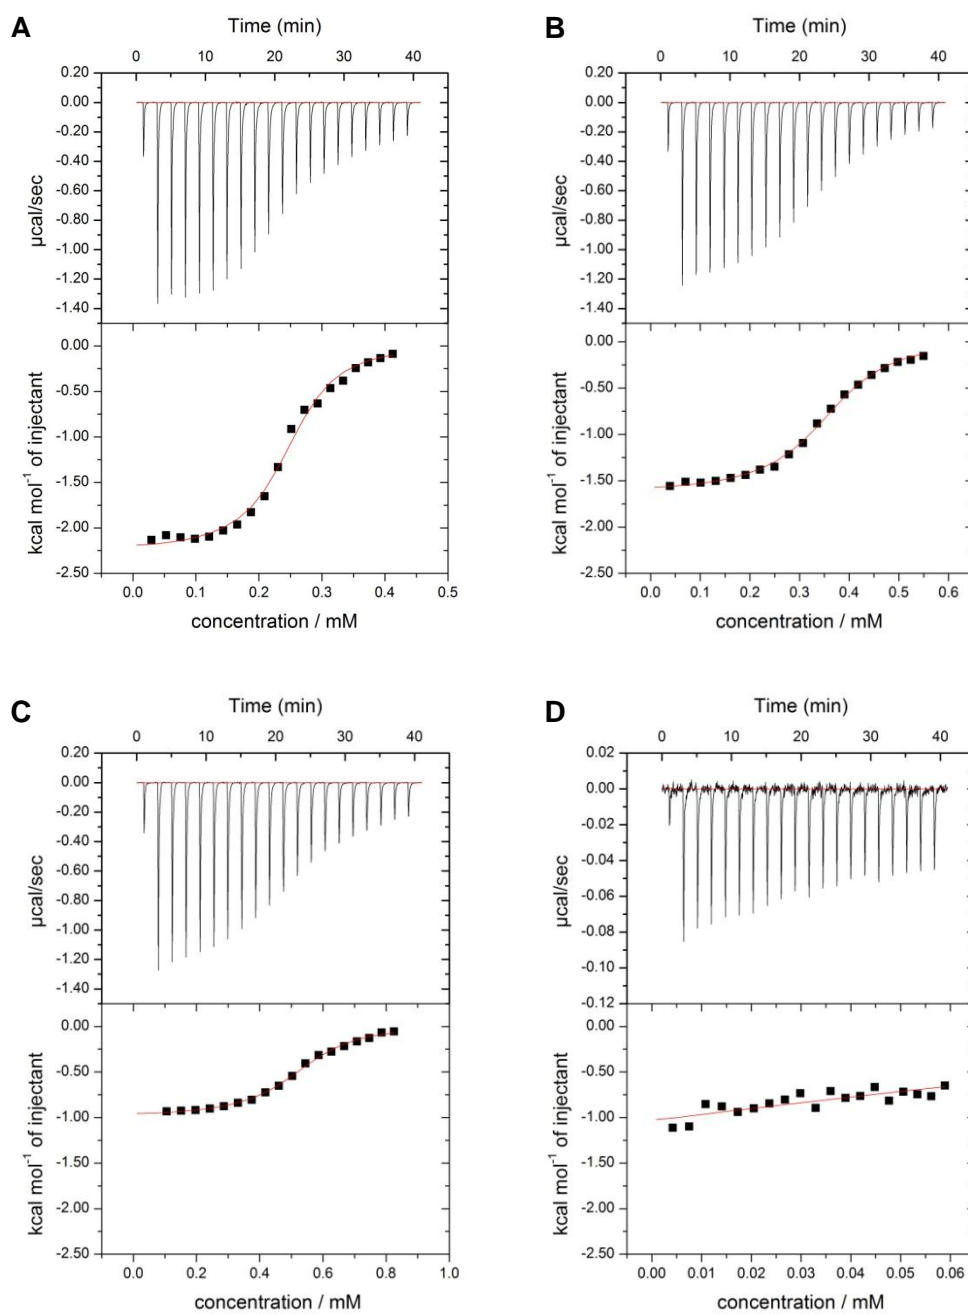 A
Time (min)
0 10 20 30 40
0.20
0.00
-0.20
-0.40
-0.60
-0.80
-1.00
-1.20
-1.40
µcal/sec
0.00
-0.50
-1.00
-1.50
-2.00
-2.50
kcal mol⁻¹ of injectant
0.0 0.1 0.2 0.3 0.4 0.5
concentration / mM
B
Time (min)
0 10 20 30 40
0.20
0.00
-0.20
-0.40
-0.60
-0.80
-1.00
-1.20
-1.40
µcal/sec
0.00
-0.50
-1.00
-1.50
-2.00
-2.50
kcal mol⁻¹ of injectant
0.0 0.1 0.2 0.3 0.4 0.5 0.6
concentration / mM
C
Time (min)
0 10 20 30 40
0.20
0.00
-0.20
-0.40
-0.60
-0.80
-1.00
-1.20
-1.40
µcal/sec
0.00
-0.50
-1.00
-1.50
-2.00
-2.50
kcal mol⁻¹ of injectant
0.0 0.2 0.4 0.6 0.8 1.0
concentration / mM
D
Time (min)
0 10 20 30 40
0.02
0.00
-0.02
-0.04
-0.06
-0.08
-0.10
-0.12
µcal/sec
0.00
-0.50
-1.00
-1.50
-2.00
-2.50
kcal mol⁻¹ of injectant
0.00 0.01 0.02 0.03 0.04 0.05 0.06
concentration / mM